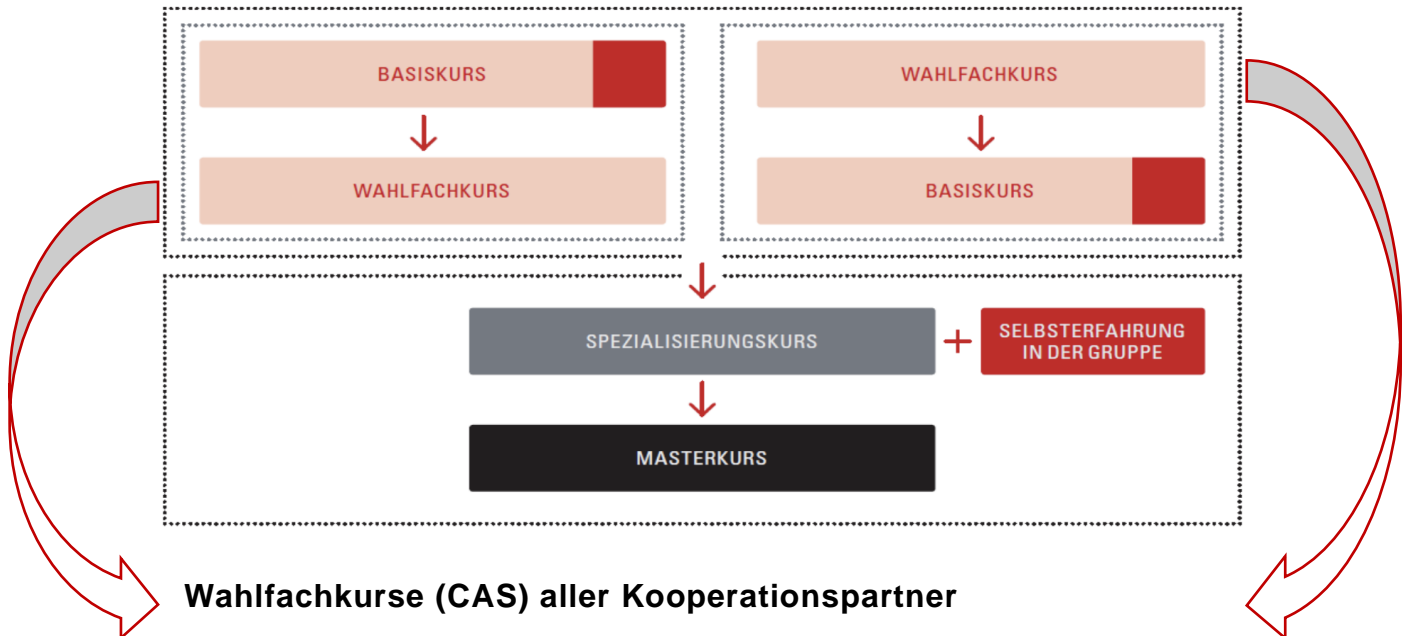 BASISKURS
WAHLFACHKURS
WAHLFACHKURS
BASISKURS
SPEZIALISIERUNGSKURS
+
SELBSTERFAHRUNG
IN DER GRUPPE
MASTERKURS
Wahlfachkurse (CAS) aller Kooperationspartner